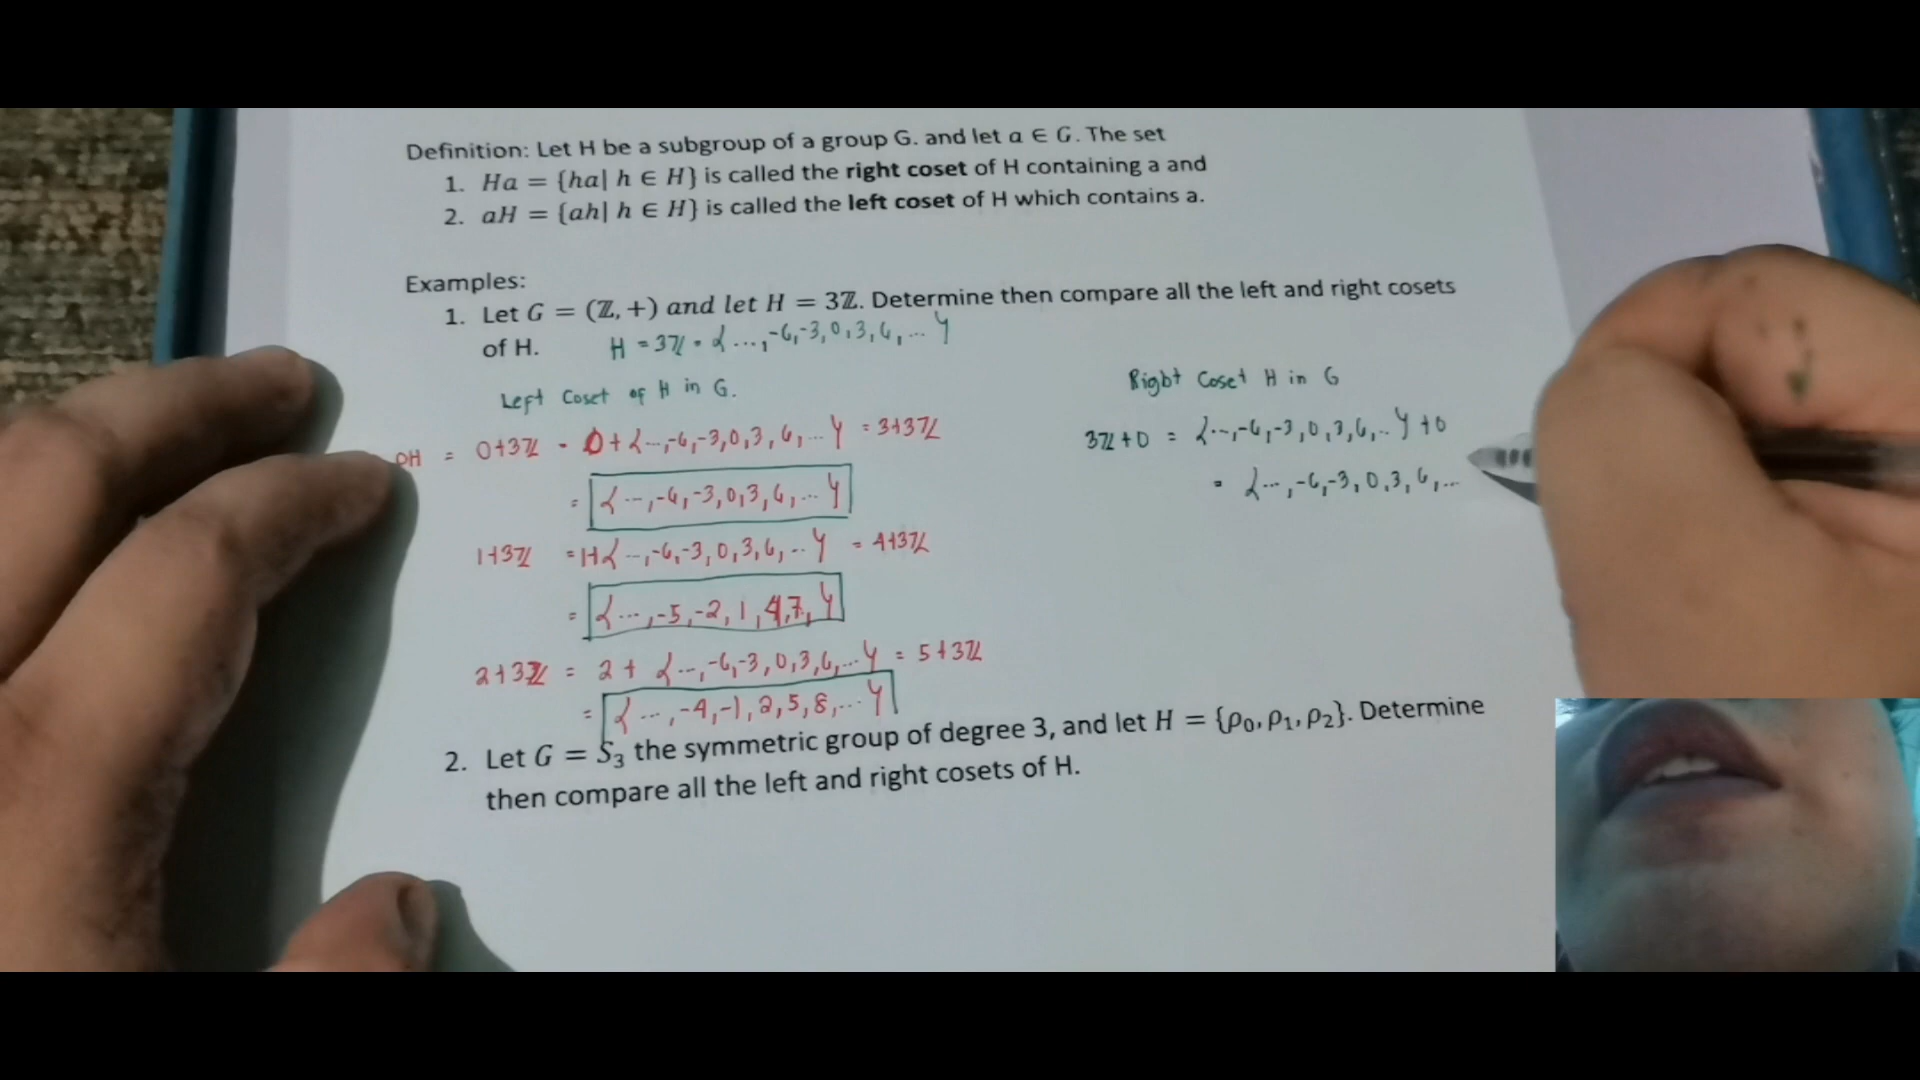 Definition: Let H be a subgroup of a group G. and let a ∈ G. The set
1. Ha = {ha| h ∈ H} is called the right coset of H containing a and
2. aH = {ah| h ∈ H} is called the left coset of H which contains a.
Examples:
1. Let G = (ℤ, +) and let H = 3ℤ. Determine then compare all the left and right cosets
of H. H = 3ℤ = {..., -6, -3, 0, 3, 6, ... }
Left Coset of H in G.
0H = 0+3ℤ = 0+{..., -6, -3, 0, 3, 6, ... } = 3+3ℤ
= {..., -6, -3, 0, 3, 6, ... }
1+3ℤ = 1+{..., -6, -3, 0, 3, 6, .. } = 4+3ℤ
= {..., -5, -2, 1, 4, 7, }
2+3ℤ = 2 + {..., -6, -3, 0, 3, 6, ... } = 5+3ℤ
= {..., -4, -1, 2, 5, 8, ... }
Right Coset H in G
3ℤ+0 = {..., -6, -3, 0, 3, 6, .. } +0
= {..., -6, -3, 0, 3, 6, ...
2. Let G = S₃ the symmetric group of degree 3, and let H = {ρ₀, ρ₁, ρ₂}. Determine
then compare all the left and right cosets of H.